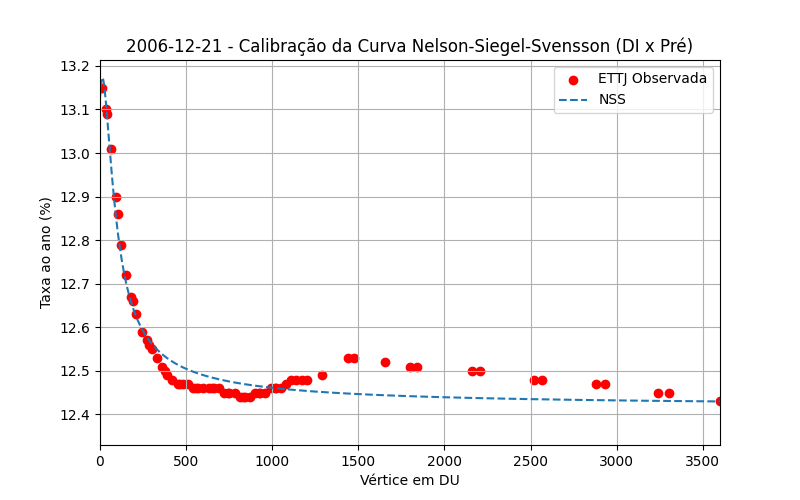 2006-12-21 - Calibração da Curva Nelson-Siegel-Svensson (DI x Pré)
ETTJ Observada
NSS
Taxa ao ano (%)
13.2
13.1
13.0
12.9
12.8
12.7
12.6
12.5
12.4
0 500 1000 1500 2000 2500 3000 3500
Vértice em DU